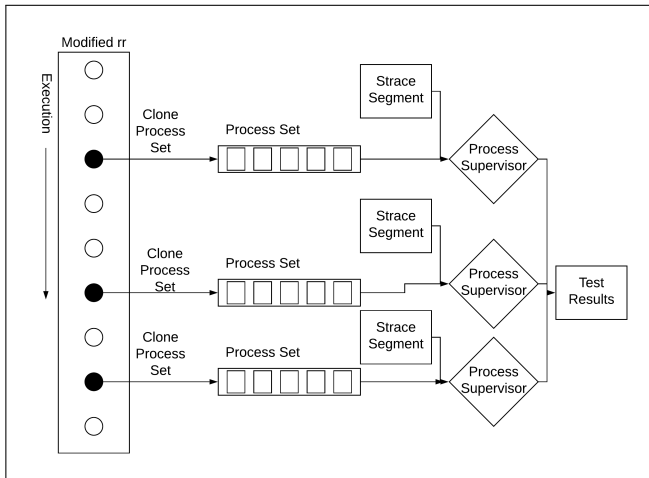 Modified rr
Execution
Clone
Process
Set
Process Set
Strace
Segment
Process
Supervisor
Clone
Process
Set
Process Set
Strace
Segment
Process
Supervisor
Test
Results
Clone
Process
Set
Process Set
Strace
Segment
Process
Supervisor